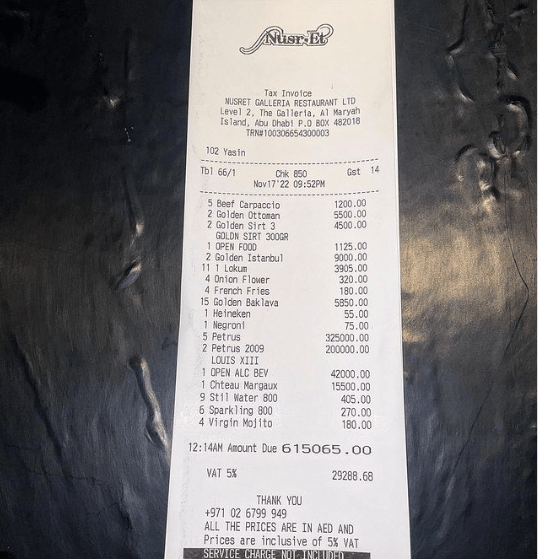 Nusr-Et
Tax Invoice
NUSRET GALLERIA RESTAURANT LTD
Level 2, The Galleria, Al Maryah
Island, Abu Dhabi P.O BOX 482018
TRN#100306654300003
102 Yasin
Tbl 66/1 Chk 850 Gst 14
Nov17'22 09:52PM
5 Beef Carpaccio 1200.00
2 Golden Ottoman 5500.00
2 Golden Sirt 3 4500.00
GOLDN SIRT 300GR
1 OPEN FOOD 1125.00
2 Golden Istanbul 9000.00
11 1 Lokum 3905.00
4 Onion Flower 320.00
4 French Fries 180.00
15 Golden Baklava 5850.00
1 Heineken 55.00
1 Negroni 75.00
5 Petrus 325000.00
2 Petrus 2009 200000.00
LOUIS XIII
1 OPEN ALC BEV 42000.00
1 Chteau Margaux 15500.00
9 Stil Water 800 405.00
6 Sparkling 800 270.00
4 Virgin Mojito 180.00
12:14AM Amount Due 615065.00
VAT 5% 29288.68
THANK YOU
+971 02 6799 949
ALL THE PRICES ARE IN AED AND
Prices are inclusive of 5% VAT
SERVICE CHARGE NOT INCLUDED